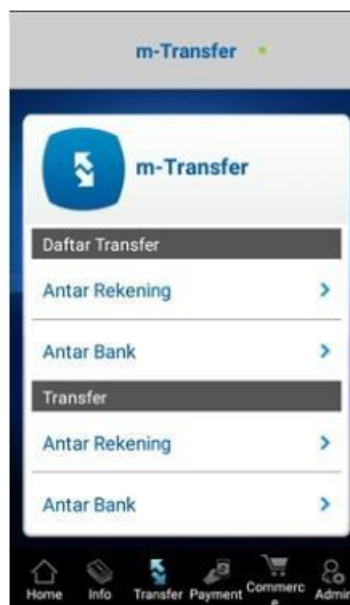 m-Transfer
m-Transfer
Daftar Transfer
Antar Rekening
Antar Bank
Transfer
Antar Rekening
Antar Bank
Home Info Transfer Payment Commerc
e Admin